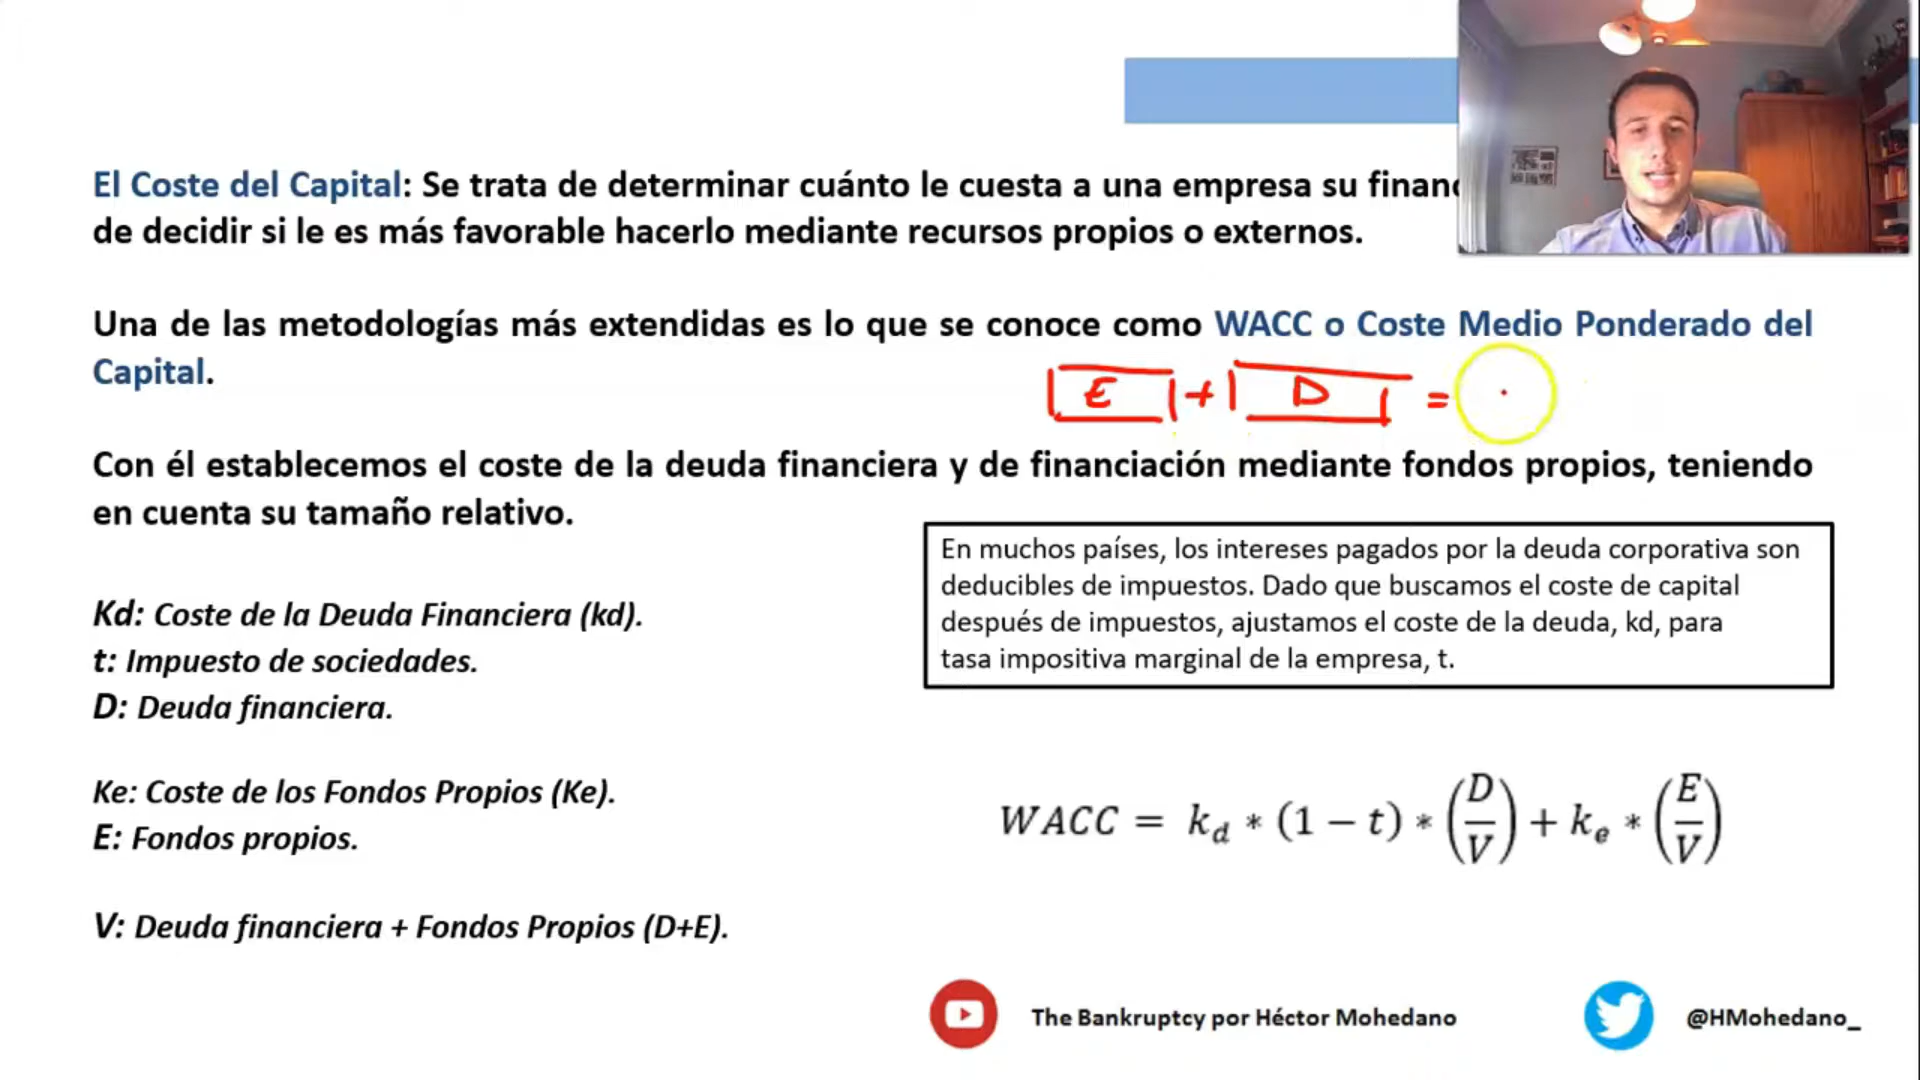 El Coste del Capital: Se trata de determinar cuánto le cuesta a una empresa su
de decidir si le es más favorable hacerlo mediante recursos propios o externos.
Una de las metodologías más extendidas es lo que se conoce como WACC o Coste Medio Ponderado del
Capital.
E + D =
Con él establecemos el coste de la deuda financiera y de financiación mediante fondos propios, teniendo
en cuenta su tamaño relativo.
En muchos países, los intereses pagados por la deuda corporativa son
deducibles de impuestos. Dado que buscamos el coste de capital
después de impuestos, ajustamos el coste de la deuda, kd, para
tasa impositiva marginal de la empresa, t.
Kd: Coste de la Deuda Financiera (kd).
t: Impuesto de sociedades.
D: Deuda financiera.
Ke: Coste de los Fondos Propios (Ke).
E: Fondos propios.
WACC = k_d * (1 − t) * (D/V) + k_e * (E/V)
V: Deuda financiera + Fondos Propios (D+E).
The Bankruptcy por Héctor Mohedano
@HMohedano_